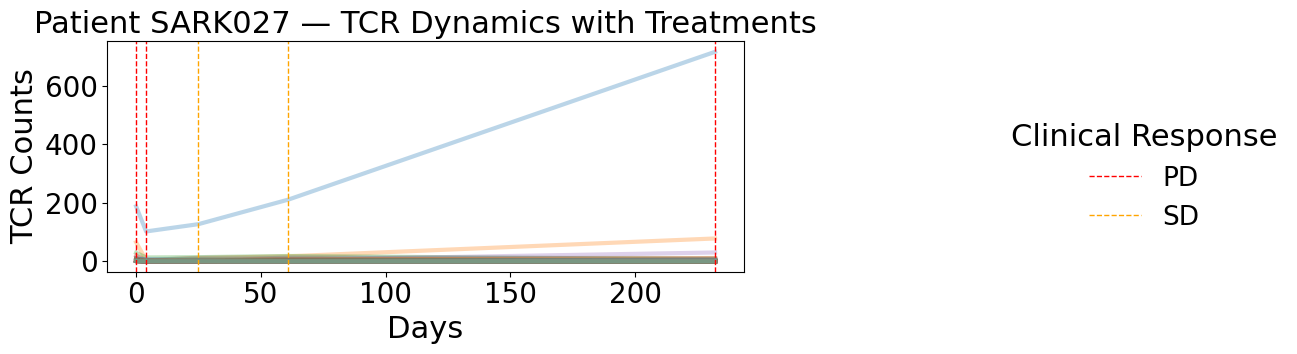 Patient SARK027 — TCR Dynamics with Treatments
TCR Counts
600
400
200
0
0 50 100 150 200
Days
Clinical Response
PD
SD